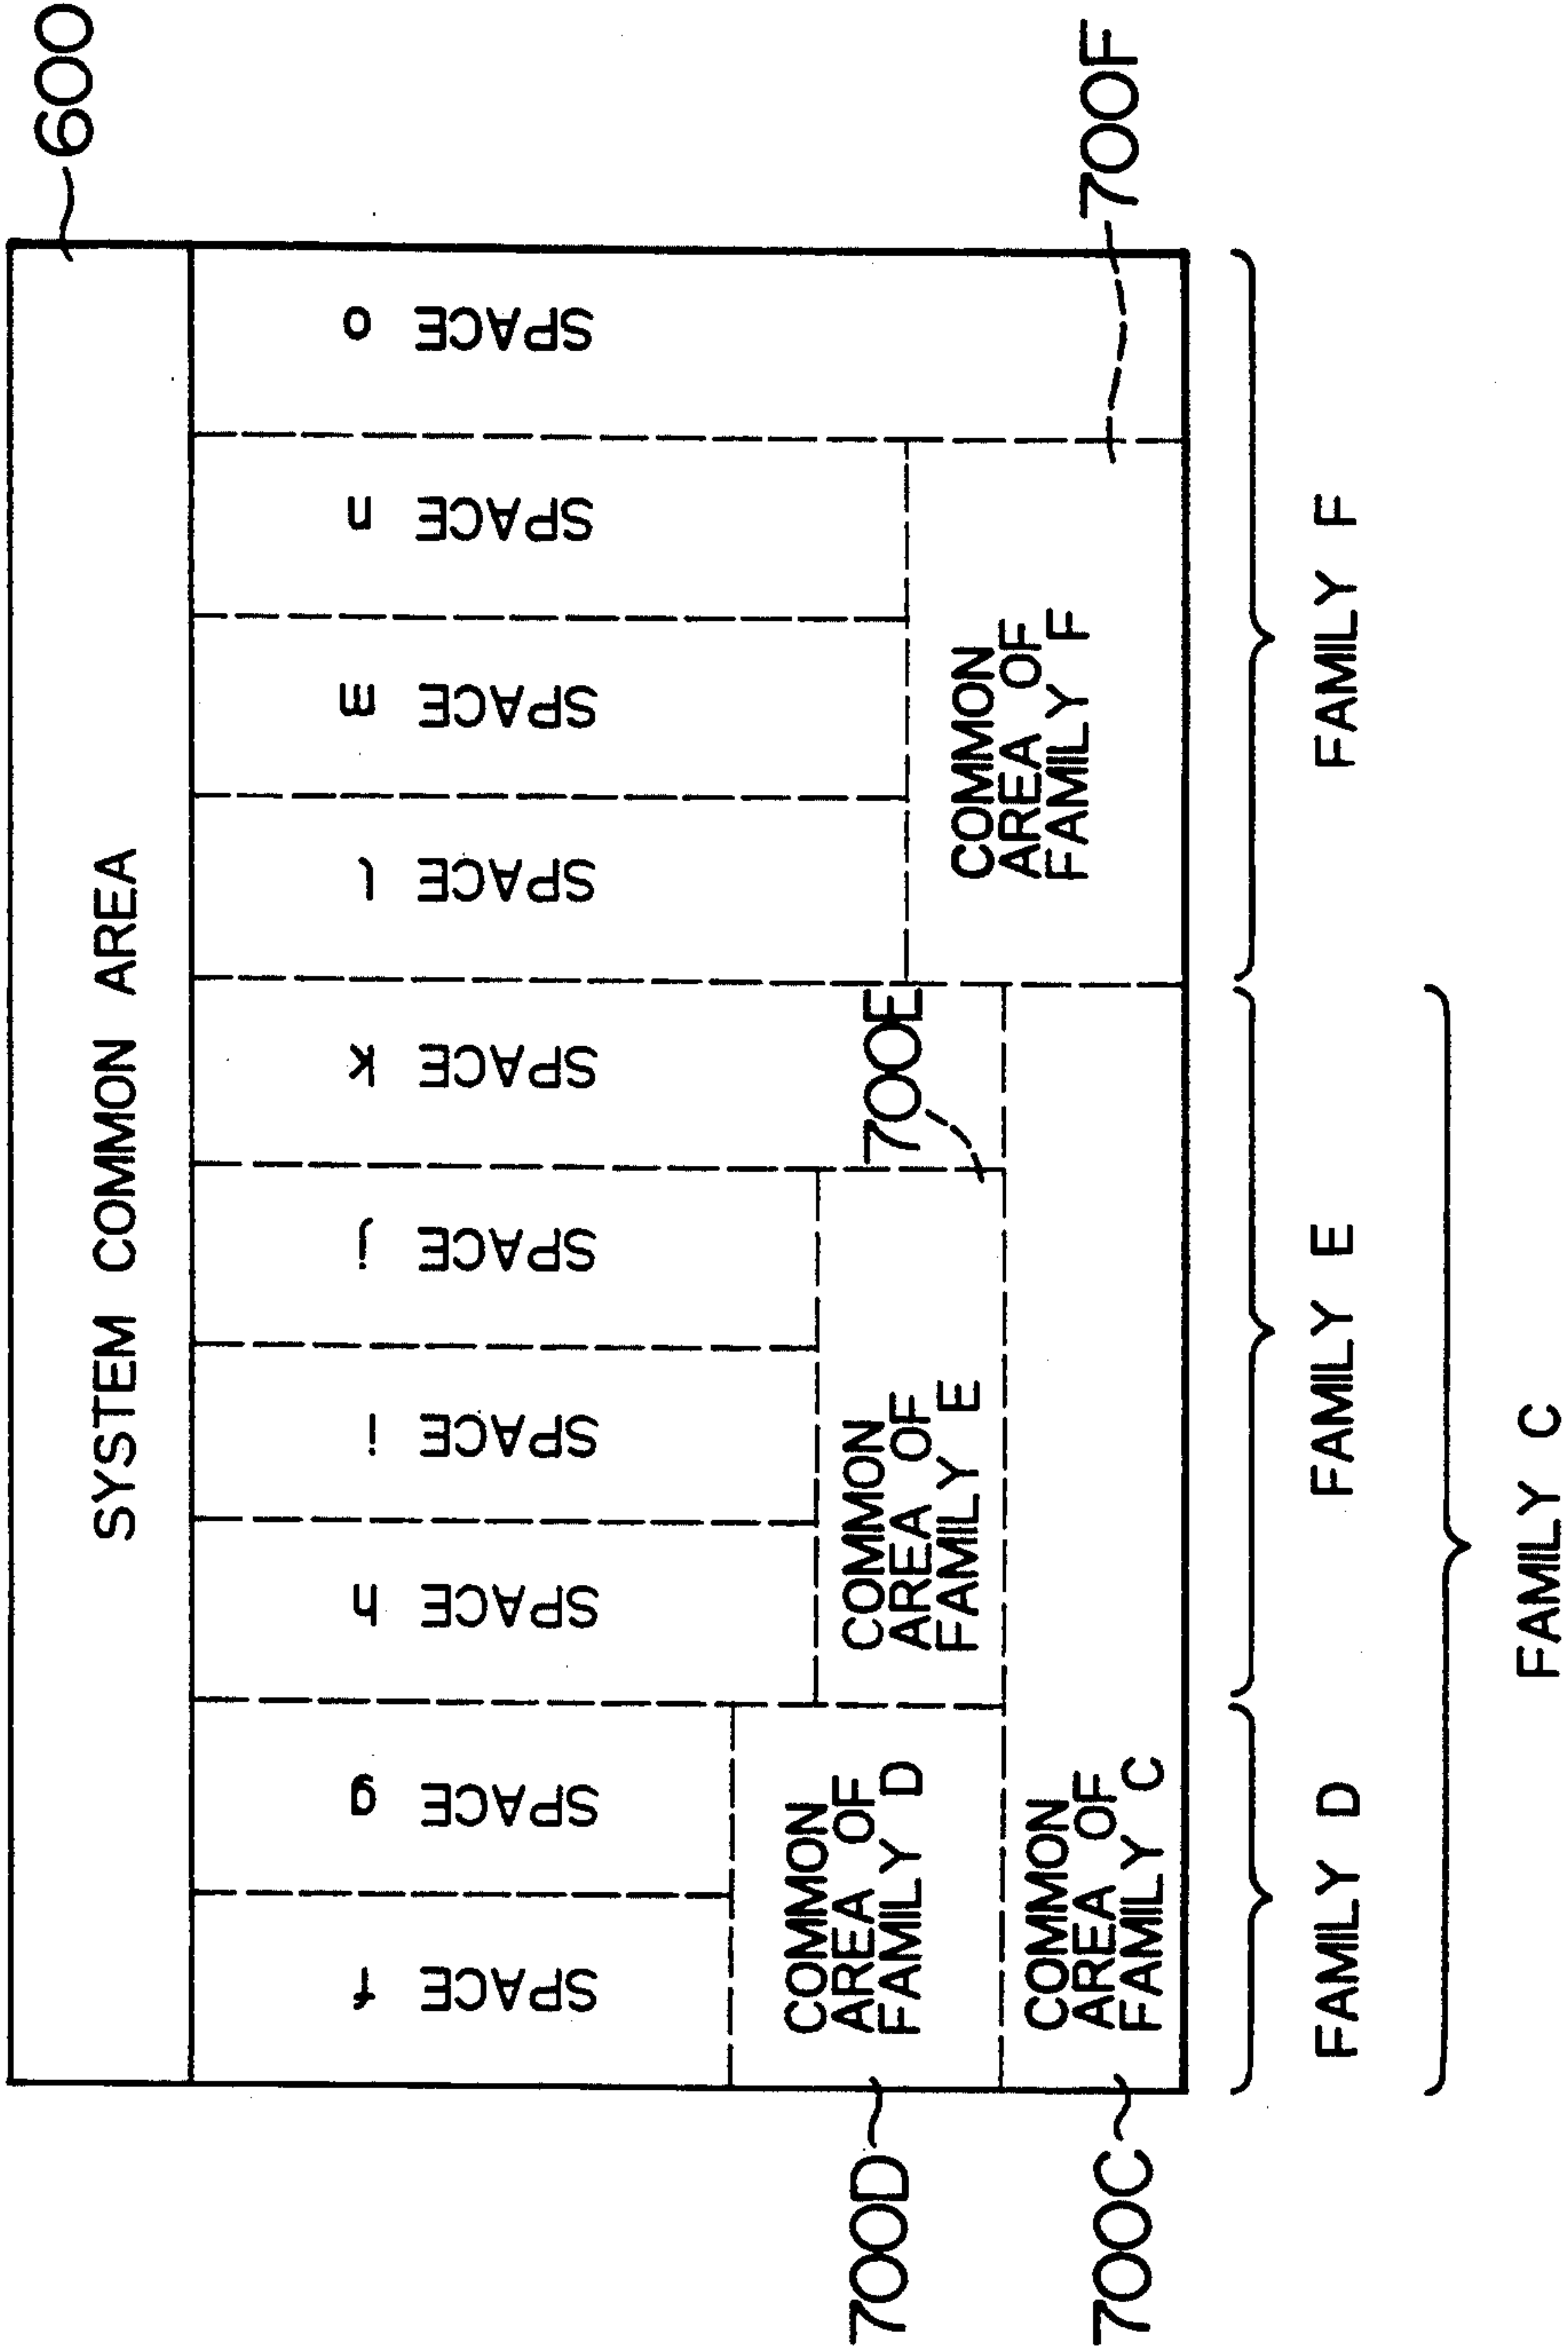 600
SYSTEM COMMON AREA
SPACE f
SPACE g
SPACE h
SPACE i
SPACE j
SPACE k
SPACE l
SPACE m
SPACE n
SPACE o
COMMON
AREA OF
FAMILY D
COMMON
AREA OF
FAMILY E
700E
COMMON
AREA OF
FAMILY F
COMMON
AREA OF
FAMILY C
700D
700C
700F
FAMILY D
FAMILY E
FAMILY F
FAMILY C